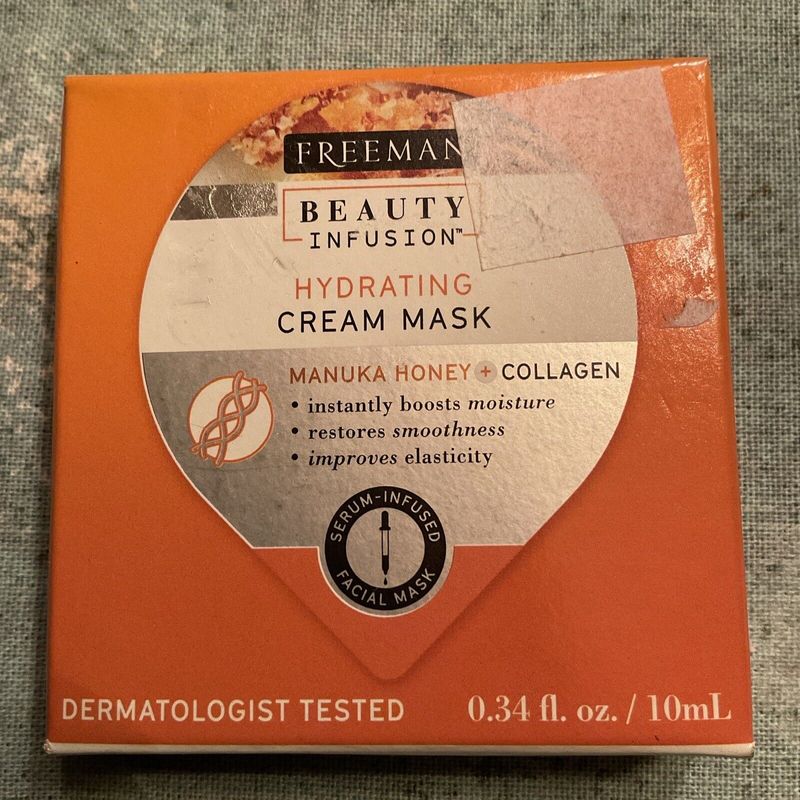 FREEMAN
BEAUTY
INFUSION™
HYDRATING
CREAM MASK
MANUKA HONEY + COLLAGEN
• instantly boosts moisture
• restores smoothness
• improves elasticity
SERUM-INFUSED
FACIAL MASK
DERMATOLOGIST TESTED
0.34 fl. oz. / 10mL